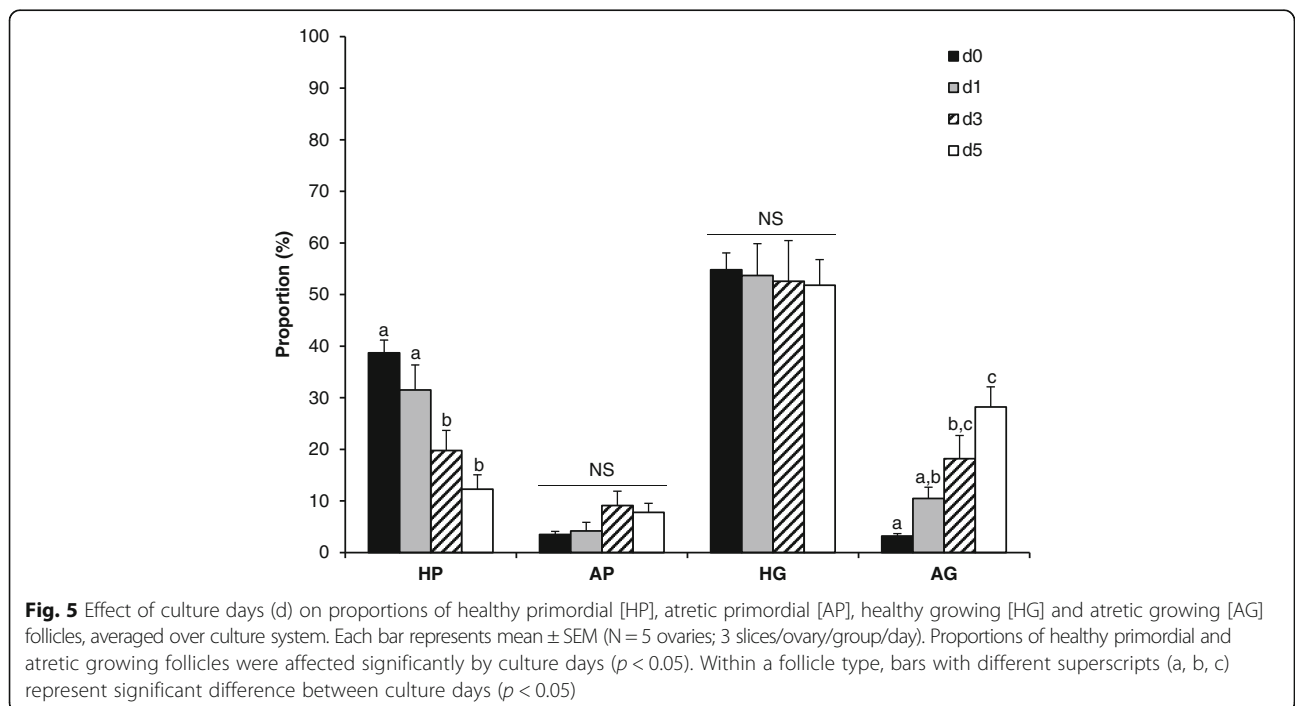 100
90
80
70
60
50
40
30
20
10
0
Proportion (%)
d0
d1
d3
d5
a
a
b
b
NS
NS
a
a,b
b,c
c
HP
AP
HG
AG
Fig. 5 Effect of culture days (d) on proportions of healthy primordial [HP], atretic primordial [AP], healthy growing [HG] and atretic growing [AG]
follicles, averaged over culture system. Each bar represents mean ± SEM (N = 5 ovaries; 3 slices/ovary/group/day). Proportions of healthy primordial and
atretic growing follicles were affected significantly by culture days (p < 0.05). Within a follicle type, bars with different superscripts (a, b, c)
represent significant difference between culture days (p < 0.05)